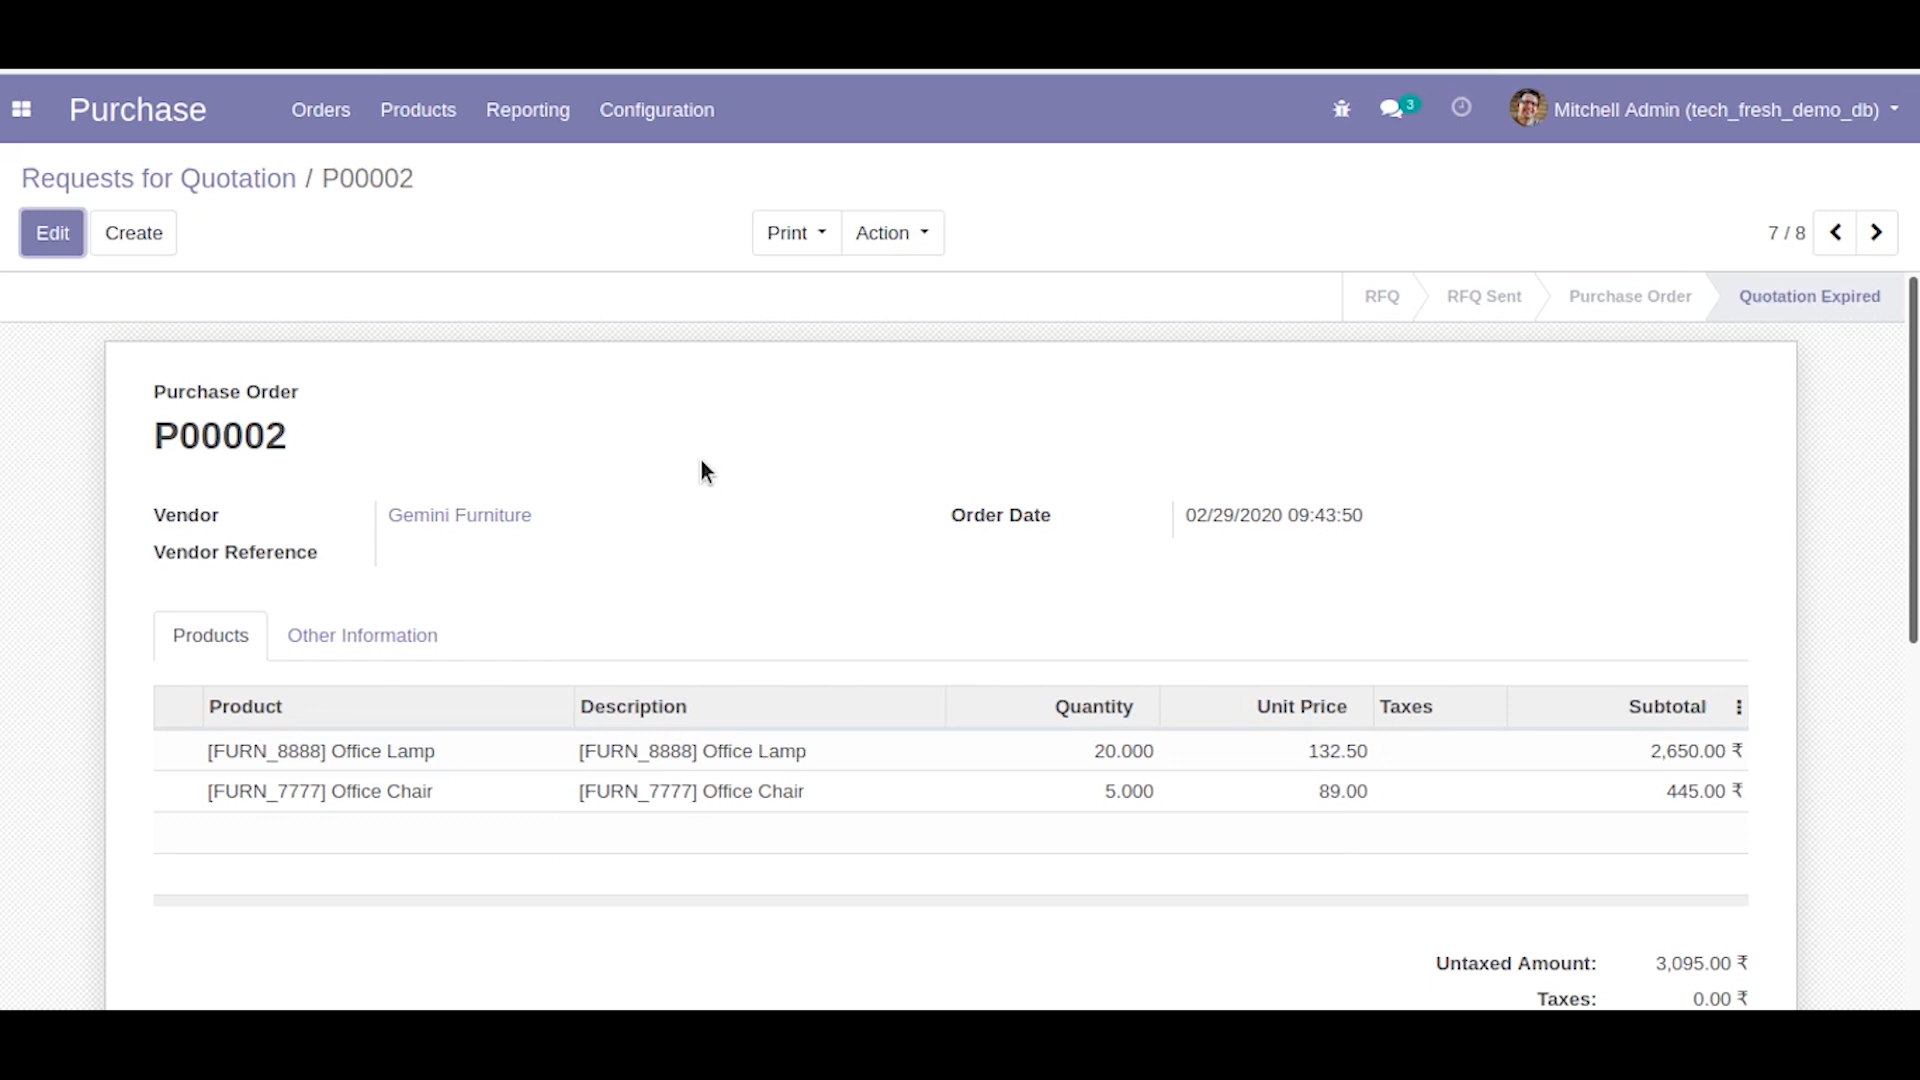 Purchase Orders Products Reporting Configuration 3 Mitchell Admin (tech_fresh_demo_db)
Requests for Quotation / P00002
Edit Create Print Action 7 / 8
RFQ RFQ Sent Purchase Order Quotation Expired
Purchase Order
P00002
Vendor Gemini Furniture Order Date 02/29/2020 09:43:50
Vendor Reference
Products Other Information
Product Description Quantity Unit Price Taxes Subtotal
[FURN_8888] Office Lamp [FURN_8888] Office Lamp 20.000 132.50 2,650.00 ₹
[FURN_7777] Office Chair [FURN_7777] Office Chair 5.000 89.00 445.00 ₹
Untaxed Amount: 3,095.00 ₹
Taxes: 0.00 ₹